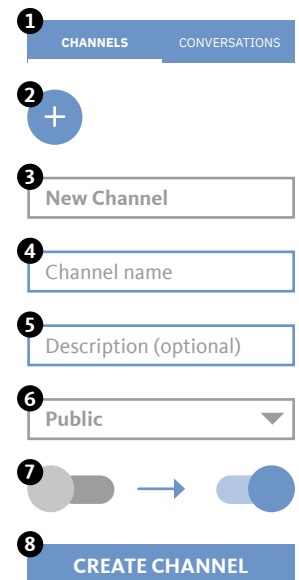 1
CHANNELS CONVERSATIONS
2
+
3
New Channel
4
Channel name
5
Description (optional)
6
Public
7
8
CREATE CHANNEL